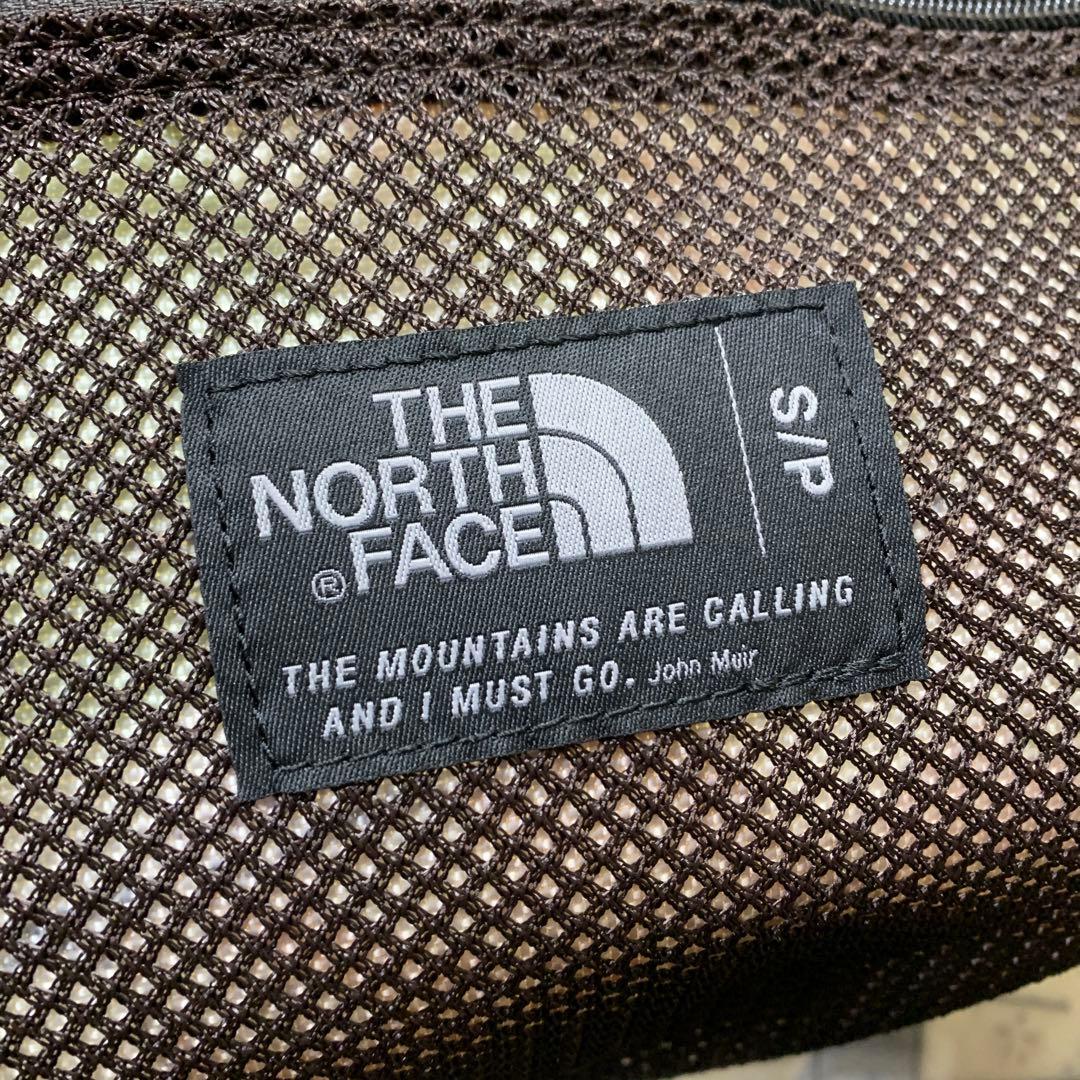 THE
NORTH
FACE
®
S/P
THE MOUNTAINS ARE CALLING
AND I MUST GO. John Muir